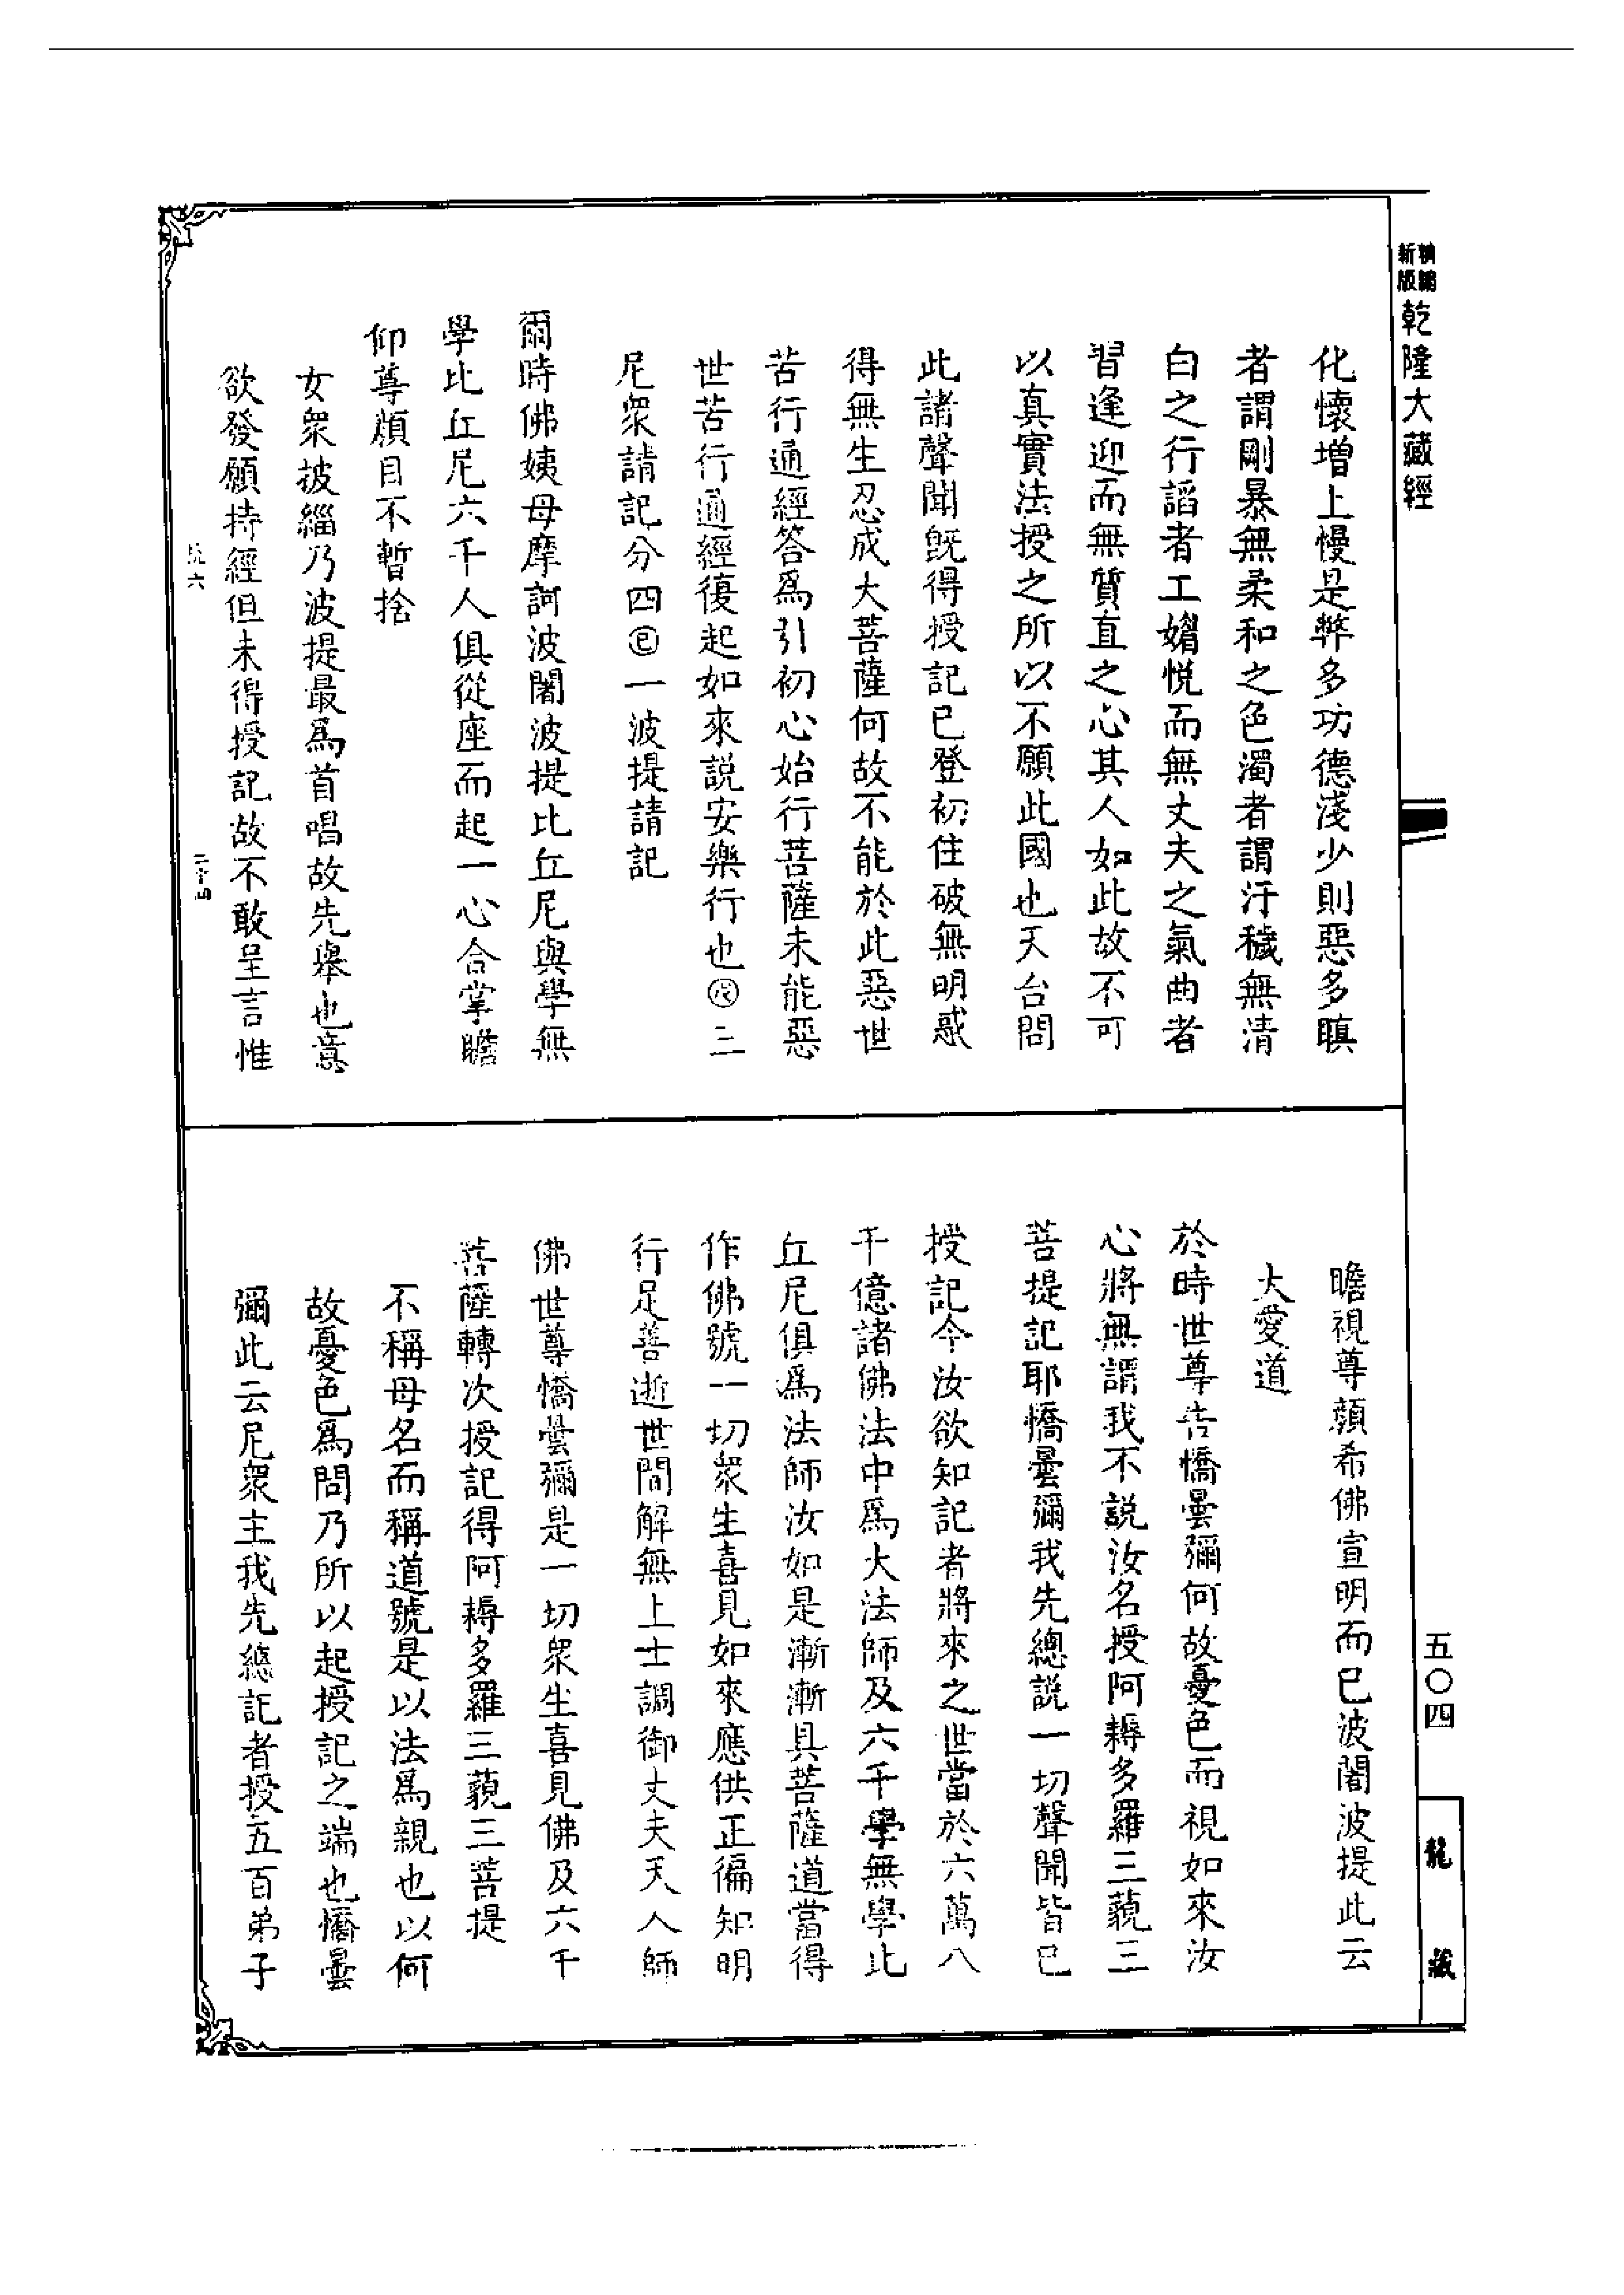 精編
新版
乾隆大藏經
化懷增上慢是弊多功德淺少則惡多瞋
者謂剛暴無柔和之色濁者謂汙穢無清
白之行諂者工媚悅而無丈夫之氣曲者
習逢迎而無質直之心其人如此故不可
以真實法授之所以不願此國也天台問
此諸聲聞旣得授記已登初住破無明惑
得無生忍成大菩薩何故不能於此惡世
苦行通經答爲引初心始行菩薩未能惡
世苦行通經復起如來說安樂行也㊄三
尼衆請記分四㊁一波提請記
爾時佛姨母摩訶波闍波提比丘尼與學無
學比丘尼六千人俱從座而起一心合掌瞻
仰尊顏目不暫捨
女衆披緇乃波提最爲首唱故先舉也意
欲發願持經但未得授記故不敢呈言惟
瞻視尊顏希佛宣明而已波闍波提此云
大愛道
於時世尊告憍曇彌何故憂色而視如來汝
心將無謂我不說汝名授阿耨多羅三藐三
菩提記耶憍曇彌我先總說一切聲聞皆已
授記今汝欲知記者將來之世當於六萬八
千億諸佛法中爲大法師及六千學無學比
丘尼俱爲法師汝如是漸漸具菩薩道當得
作佛號一切衆生喜見如來應供正徧知明
行足善逝世間解無上士調御丈夫天人師
佛世尊憍曇彌是一切衆生喜見佛及六千
菩薩轉次授記得阿耨多羅三藐三菩提
不稱母名而稱道號是以法爲親也以何
故憂色爲問乃所以起授記之端也憍曇
彌此云尼衆主我先總記者授五百弟子
五〇四
龍藏